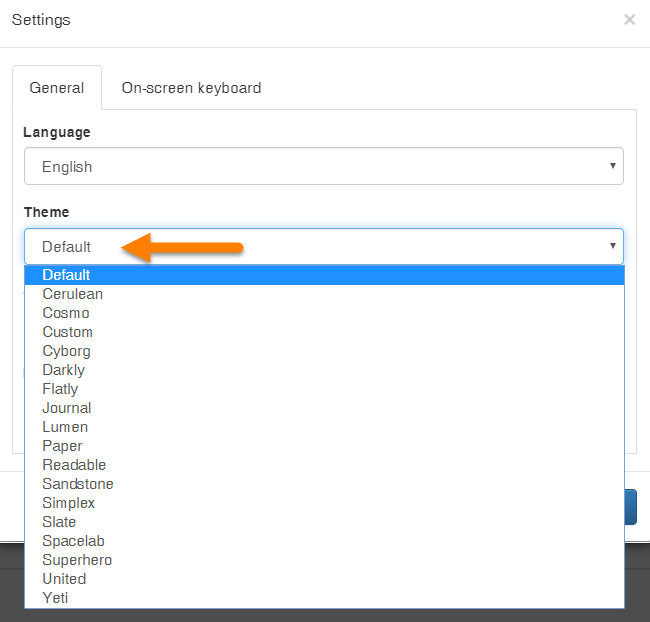 Settings ×
General On-screen keyboard
Language
English
Theme
Default
Default
Cerulean
Cosmo
Custom
Cyborg
Darkly
Flatly
Journal
Lumen
Paper
Readable
Sandstone
Simplex
Slate
Spacelab
Superhero
United
Yeti